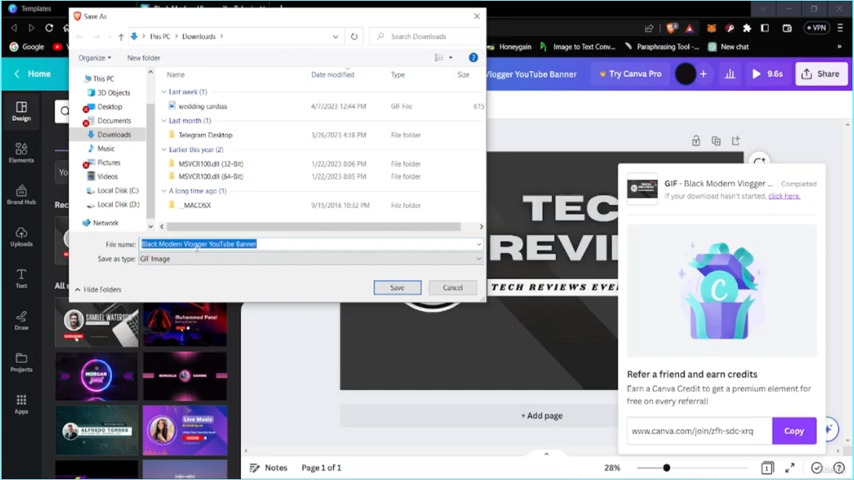 Templates
Google
Honeygain
Image to Text Conv...
Paraphrasing Tool -...
New chat
VPN
Save As
This PC
Downloads
Search Downloads
Organize
New folder
This PC
3D Objects
Desktop
Documents
Downloads
Music
Pictures
Videos
Local Disk (C:)
Local Disk (D:)
Network
Name
Date modified
Type
Size
Last week (1)
wedding cardsss
4/7/2023 12:44 PM
GIF File
615
Last month (1)
Telegram Desktop
3/26/2023 4:18 PM
File folder
Earlier this year (2)
MSVCR100.dll (32-Bit)
1/22/2023 8:06 PM
File folder
MSVCR100.dll (64-Bit)
1/22/2023 8:05 PM
File folder
A long time ago (1)
__MACOSX
9/15/2016 10:32 PM
File folder
File name:
Black Modern Vlogger YouTube Banner
Save as type:
GIF Image
Hide Folders
Save
Cancel
Home
Vlogger YouTube Banner
Try Canva Pro
9.6s
Share
Design
Elements
Brand Hub
Uploads
Text
Draw
Projects
Apps
SAMUEL WATERSON
Muhammad Patel
MORGAN
ALFREDO TORRES
Live Music
TEC
REVIE
TECH REVIEWS EVE
GIF - Black Modern Vlogger ...
Completed
If your download hasn't started, click here.
Refer a friend and earn credits
Earn a Canva Credit to get a premium element for
free on every referral!
www.canva.com/join/zfh-sdc-xrq
Copy
+ Add page
Notes
Page 1 of 1
28%
1